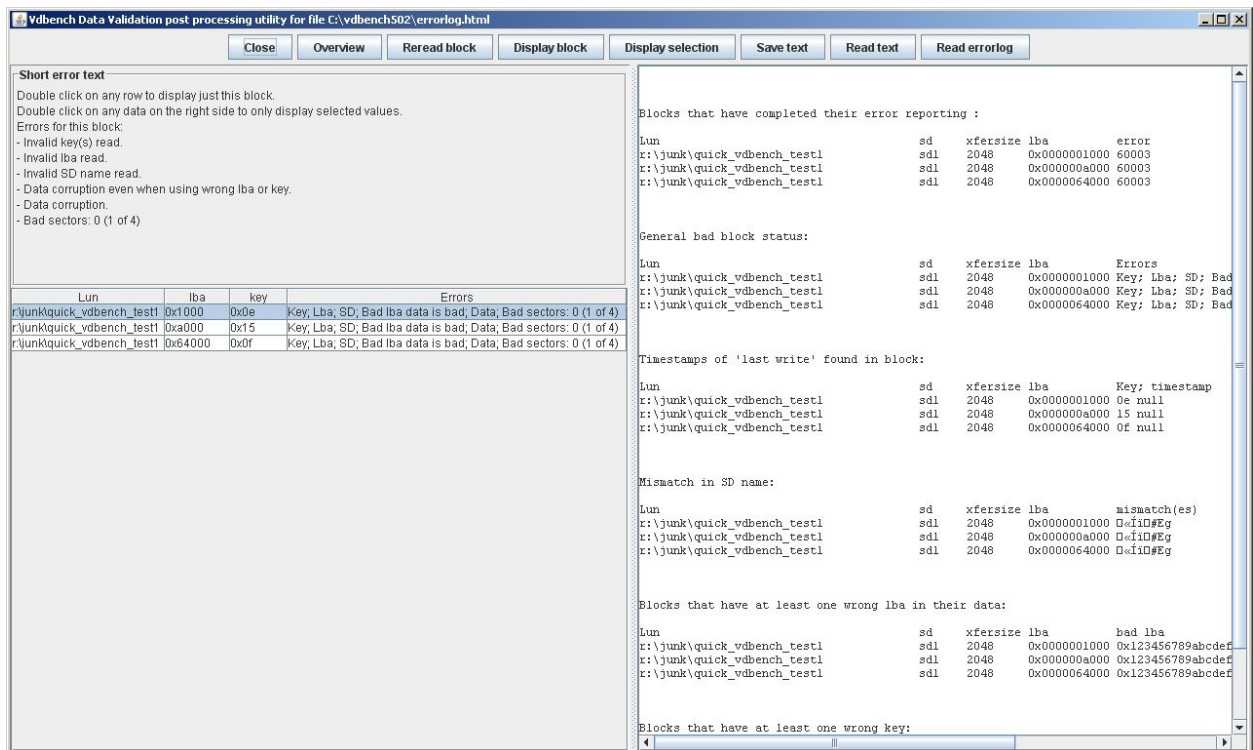 Vdbench Data Validation post processing utility for file C:\vdbench502\errorlog.html
Close Overview Reread block Display block Display selection Save text Read text Read errorlog
Short error text
Double click on any row to display just this block.
Double click on any data on the right side to only display selected values.
Errors for this block:
- Invalid key(s) read.
- Invalid lba read.
- Invalid SD name read.
- Data corruption even when using wrong lba or key.
- Data corruption.
- Bad sectors: 0 (1 of 4)
Lun lba key Errors
r:\junk\quick_vdbench_test1 0x1000 0x0e Key; Lba; SD; Bad lba data is bad; Data; Bad sectors: 0 (1 of 4)
r:\junk\quick_vdbench_test1 0xa000 0x15 Key; Lba; SD; Bad lba data is bad; Data; Bad sectors: 0 (1 of 4)
r:\junk\quick_vdbench_test1 0x64000 0x0f Key; Lba; SD; Bad lba data is bad; Data; Bad sectors: 0 (1 of 4)
Blocks that have completed their error reporting :
Lun sd xfersize lba error
r:\junk\quick_vdbench_test1 sd1 2048 0x0000001000 60003
r:\junk\quick_vdbench_test1 sd1 2048 0x000000a000 60003
r:\junk\quick_vdbench_test1 sd1 2048 0x0000064000 60003
General bad block status:
Lun sd xfersize lba Errors
r:\junk\quick_vdbench_test1 sd1 2048 0x0000001000 Key; Lba; SD; Bad
r:\junk\quick_vdbench_test1 sd1 2048 0x000000a000 Key; Lba; SD; Bad
r:\junk\quick_vdbench_test1 sd1 2048 0x0000064000 Key; Lba; SD; Bad
Timestamps of 'last write' found in block:
Lun sd xfersize lba Key; timestamp
r:\junk\quick_vdbench_test1 sd1 2048 0x0000001000 0e null
r:\junk\quick_vdbench_test1 sd1 2048 0x000000a000 15 null
r:\junk\quick_vdbench_test1 sd1 2048 0x0000064000 0f null
Mismatch in SD name:
Lun sd xfersize lba mismatch(es)
r:\junk\quick_vdbench_test1 sd1 2048 0x0000001000 □«Íï□#Eg
r:\junk\quick_vdbench_test1 sd1 2048 0x000000a000 □«Íï□#Eg
r:\junk\quick_vdbench_test1 sd1 2048 0x0000064000 □«Íï□#Eg
Blocks that have at least one wrong lba in their data:
Lun sd xfersize lba bad lba
r:\junk\quick_vdbench_test1 sd1 2048 0x0000001000 0x123456789abcdef
r:\junk\quick_vdbench_test1 sd1 2048 0x000000a000 0x123456789abcdef
r:\junk\quick_vdbench_test1 sd1 2048 0x0000064000 0x123456789abcdef
Blocks that have at least one wrong key: